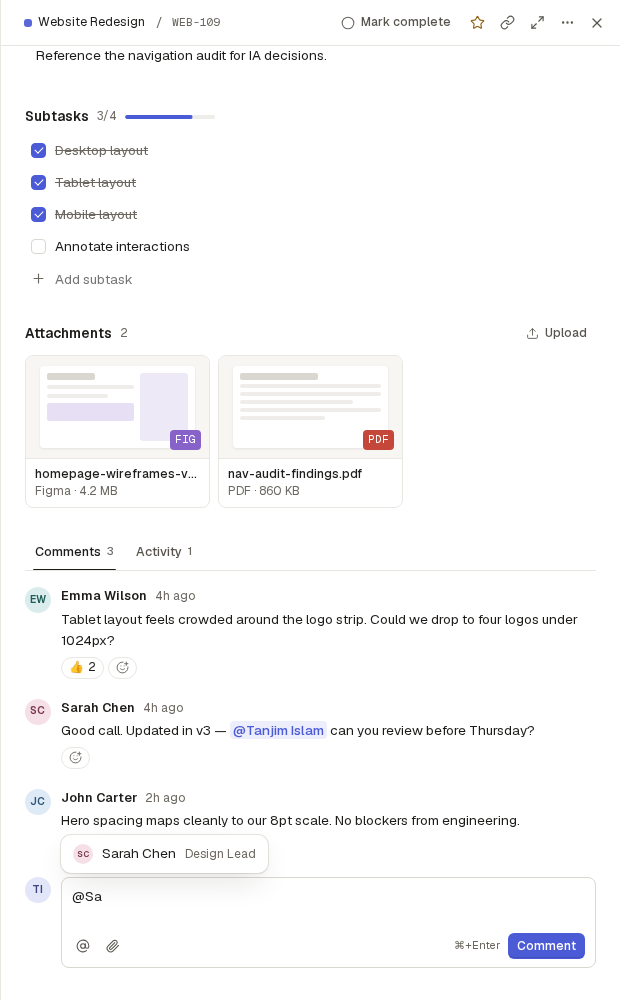 Website Redesign / WEB-109 Mark complete
Reference the navigation audit for IA decisions.
Subtasks 3/4
Desktop layout
Tablet layout
Mobile layout
Annotate interactions
Add subtask
Attachments 2 Upload
FIG
PDF
homepage-wireframes-v...
Figma · 4.2 MB
nav-audit-findings.pdf
PDF · 860 KB
Comments 3 Activity 1
EW Emma Wilson 4h ago
Tablet layout feels crowded around the logo strip. Could we drop to four logos under
1024px?
👍 2
SC Sarah Chen 4h ago
Good call. Updated in v3 — @Tanjim Islam can you review before Thursday?
JC John Carter 2h ago
Hero spacing maps cleanly to our 8pt scale. No blockers from engineering.
SC Sarah Chen Design Lead
TI @Sa
⌘+Enter Comment